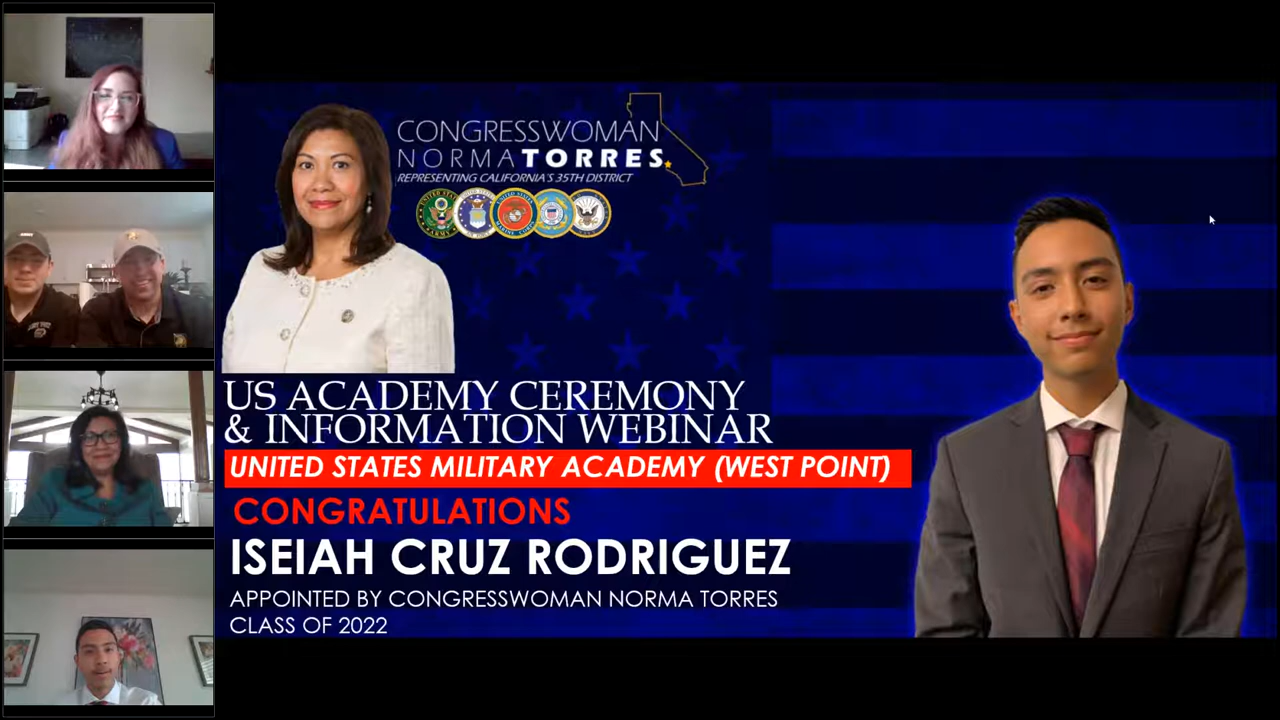 CONGRESSWOMAN
NORMA TORRES
REPRESENTING CALIFORNIA'S 35TH DISTRICT
US ACADEMY CEREMONY
& INFORMATION WEBINAR
UNITED STATES MILITARY ACADEMY (WEST POINT)
CONGRATULATIONS
ISEIAH CRUZ RODRIGUEZ
APPOINTED BY CONGRESSWOMAN NORMA TORRES
CLASS OF 2022